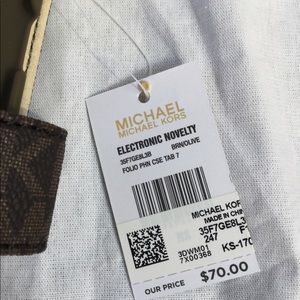 MICHAEL
MICHAEL KORS
ELECTRONIC NOVELTY
35F7GE8L3B BRN/OLIVE
FOLIO PHN CSE TAB 7
MICHAEL KOR
MADE IN CHIN
35F7GE8L3
247 F
3DWM01 KS-170
7X00368
OUR PRICE $70.00